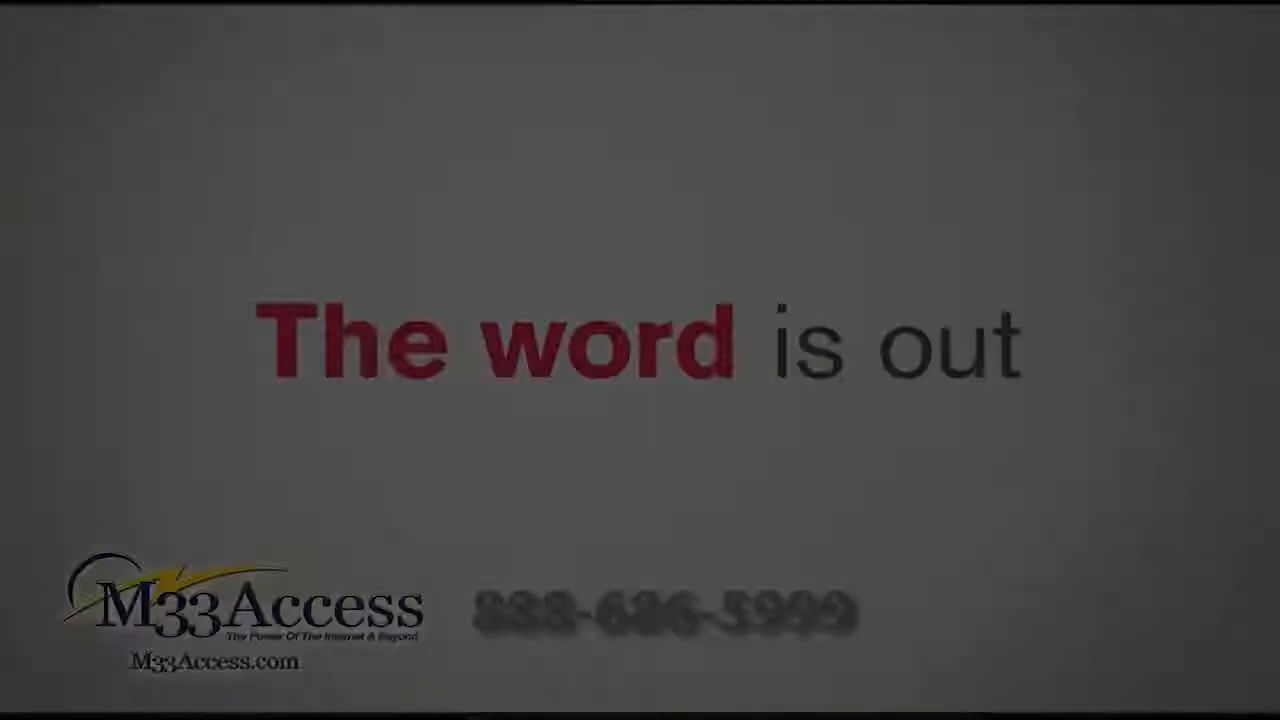 The word is out
M33Access
The Power Of The Internet & Beyond
M33Access.com